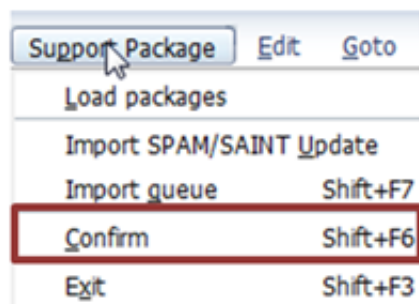 Support Package Edit Goto
Load packages
Import SPAM/SAINT Update
Import queue Shift+F7
Confirm Shift+F6
Exit Shift+F3